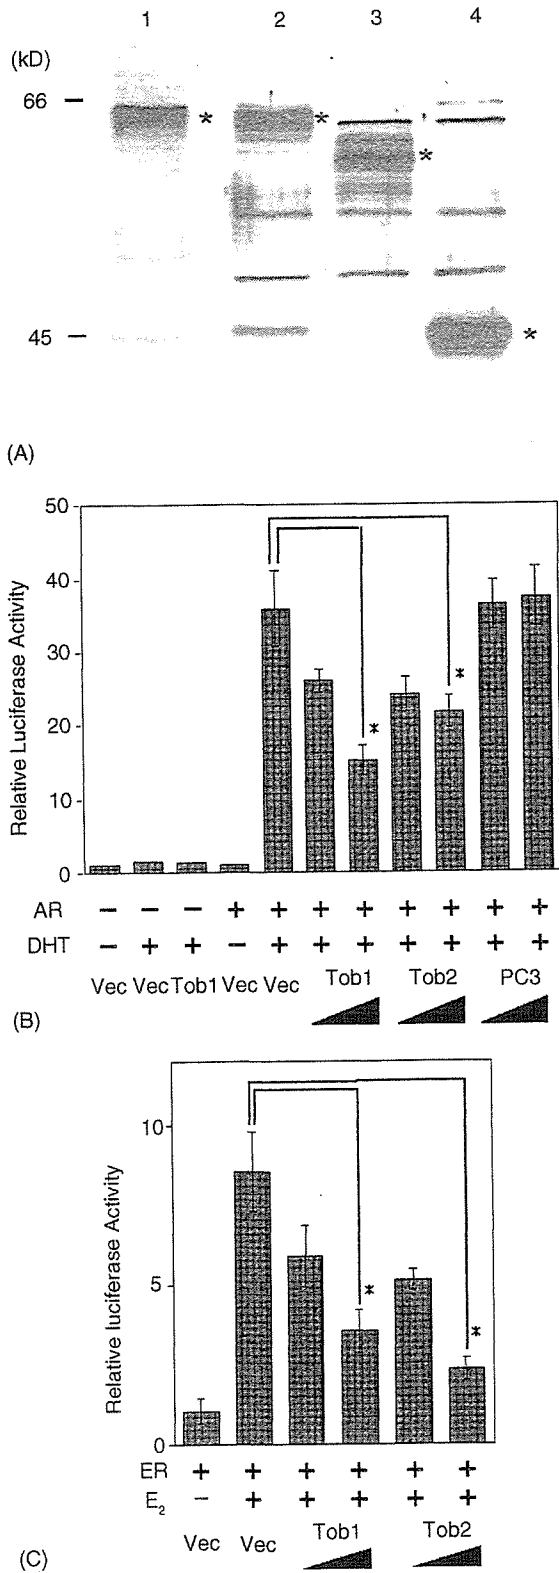 1 2 3 4
(kD)
66
*
*
*
45
*
(A)
50
40
30
20
10
0
Relative Luciferase Activity
*
*
AR − − − + + + + + + + +
DHT − + + − + + + + + + +
Vec Vec Tob1 Vec Vec Tob1 Tob2 PC3
(B)
10
5
0
Relative luciferase Activity
*
*
ER + + + + + +
E2 − + + + + +
Vec Vec Tob1 Tob2
(C)